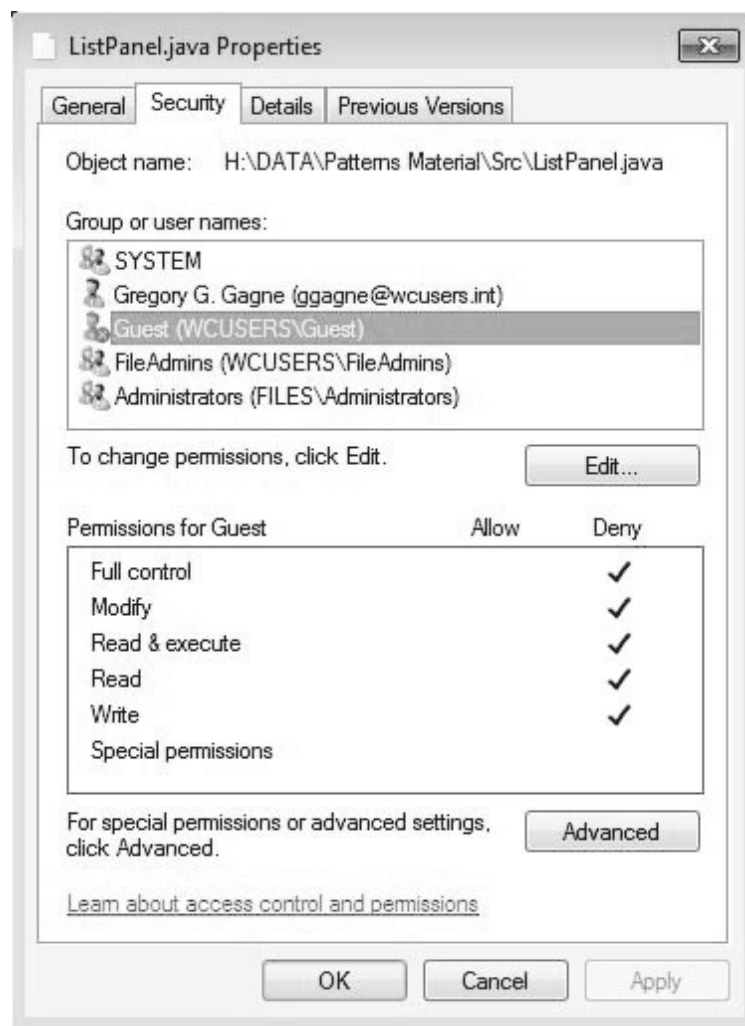 ListPanel.java Properties
General Security Details Previous Versions
Object name: H:\DATA\Patterns Material\Src\ListPanel.java
Group or user names:
SYSTEM
Gregory G. Gagne (ggagne@wcusers.int)
Guest (WCUSERS\Guest)
FileAdmins (WCUSERS\FileAdmins)
Administrators (FILES\Administrators)
To change permissions, click Edit.
Edit...
Permissions for Guest Allow Deny
Full control
Modify
Read & execute
Read
Write
Special permissions
For special permissions or advanced settings,
click Advanced.
Advanced
Learn about access control and permissions
OK Cancel Apply